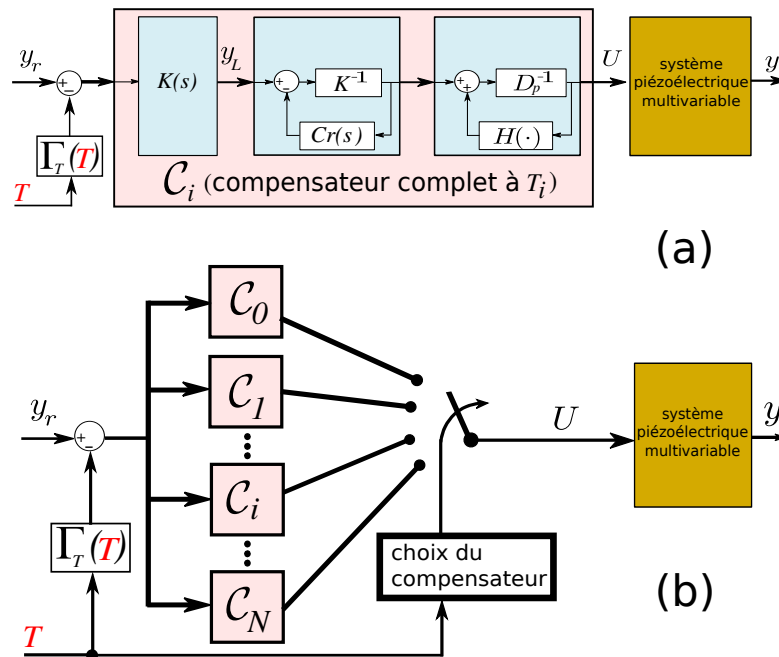 y_r
+
−
K(s)
y_L
+
−
K⁻¹
Cr(s)
+
+
D_p⁻¹
H(·)
U
système
piézoélectrique
multivariable
y
Γ_T(T)
T
C_i (compensateur complet à T_i)
(a)
C_0
C_1
C_i
C_N
y_r
+
−
Γ_T(T)
T
choix du
compensateur
U
système
piézoélectrique
multivariable
y
(b)